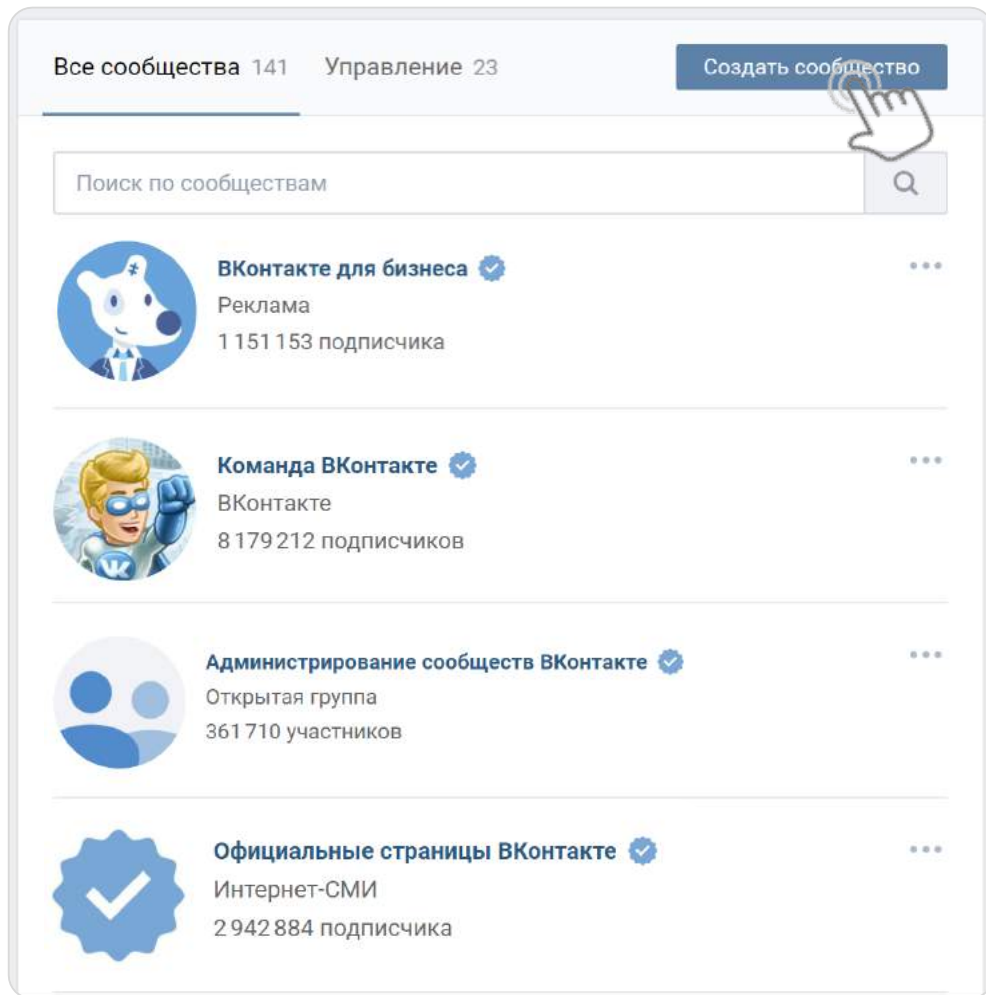 Все сообщества 141 Управление 23 Создать сообщество
Поиск по сообществам
ВКонтакте для бизнеса
Реклама
1 151 153 подписчика
Команда ВКонтакте
ВКонтакте
8 179 212 подписчиков
Администрирование сообществ ВКонтакте
Открытая группа
361 710 участников
Официальные страницы ВКонтакте
Интернет-СМИ
2 942 884 подписчика